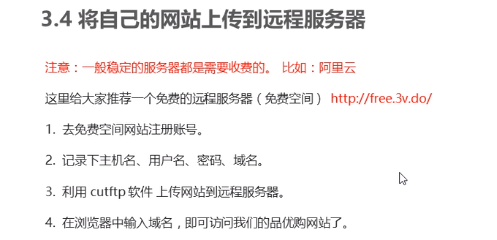 3.4 将自己的网站上传到远程服务器
注意：一般稳定的服务器都是需要收费的。 比如：阿里云
这里给大家推荐一个免费的远程服务器（免费空间） http://free.3v.do/
1. 去免费空间网站注册账号。
2. 记录下主机名、用户名、密码、域名。
3. 利用 cutftp 软件 上传网站到远程服务器。
4. 在浏览器中输入域名，即可访问我们的品优购网站了。